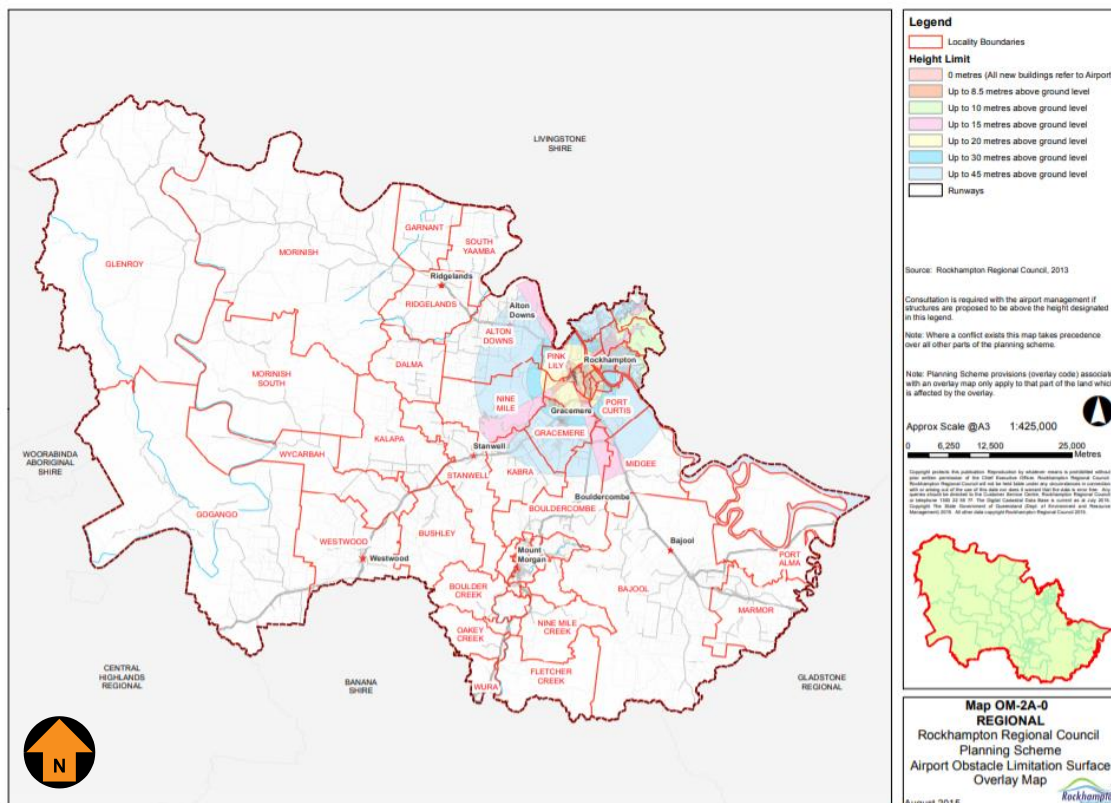 LIVINGSTONE
SHIRE
GARNANT
SOUTH
YAAMBA
GLENROY
MORINISH
Ridgelands
RIDGELANDS
Alton
Downs
ALTON
DOWNS
PINK
LILY
Rockhampton
DALMA
MORINISH
SOUTH
NINE
MILE
Gracemere
PORT
CURTIS
GRACEMERE
KALAPA
Stanwell
WOORABINDA
ABORIGINAL
SHIRE
WYCARBAH
STANWELL
KABRA
MIDGEE
Bouldercombe
BOULDERCOMBE
GOGANGO
WESTWOOD
BUSHLEY
Westwood
Mount
Morgan
Bajool
PORT
ALMA
BOULDER
CREEK
BAJOOL
MARMOR
OAKEY
CREEK
NINE MILE
CREEK
FLETCHER
CREEK
WURA
CENTRAL
HIGHLANDS
REGIONAL
BANANA
SHIRE
GLADSTONE
REGIONAL
N
Legend
Locality Boundaries
Height Limit
0 metres (All new buildings refer to Airport
Up to 8.5 metres above ground level
Up to 10 metres above ground level
Up to 15 metres above ground level
Up to 20 metres above ground level
Up to 30 metres above ground level
Up to 45 metres above ground level
Runways
Source: Rockhampton Regional Council, 2013
Consultation is required with the airport management if
structures are proposed to be above the height designated
in this legend.
Note: Where a conflict exists this map takes precedence
over all other parts of the planning scheme.
Note: Planning Scheme provisions (overlay code) associate
with an overlay map only apply to that part of the land which
is affected by the overlay.
Approx Scale @A3 1:425,000
0 6,250 12,500 25,000
Metres
Map OM-2A-0
REGIONAL
Rockhampton Regional Council
Planning Scheme
Airport Obstacle Limitation Surface
Overlay Map
August 2015
Rockhampto